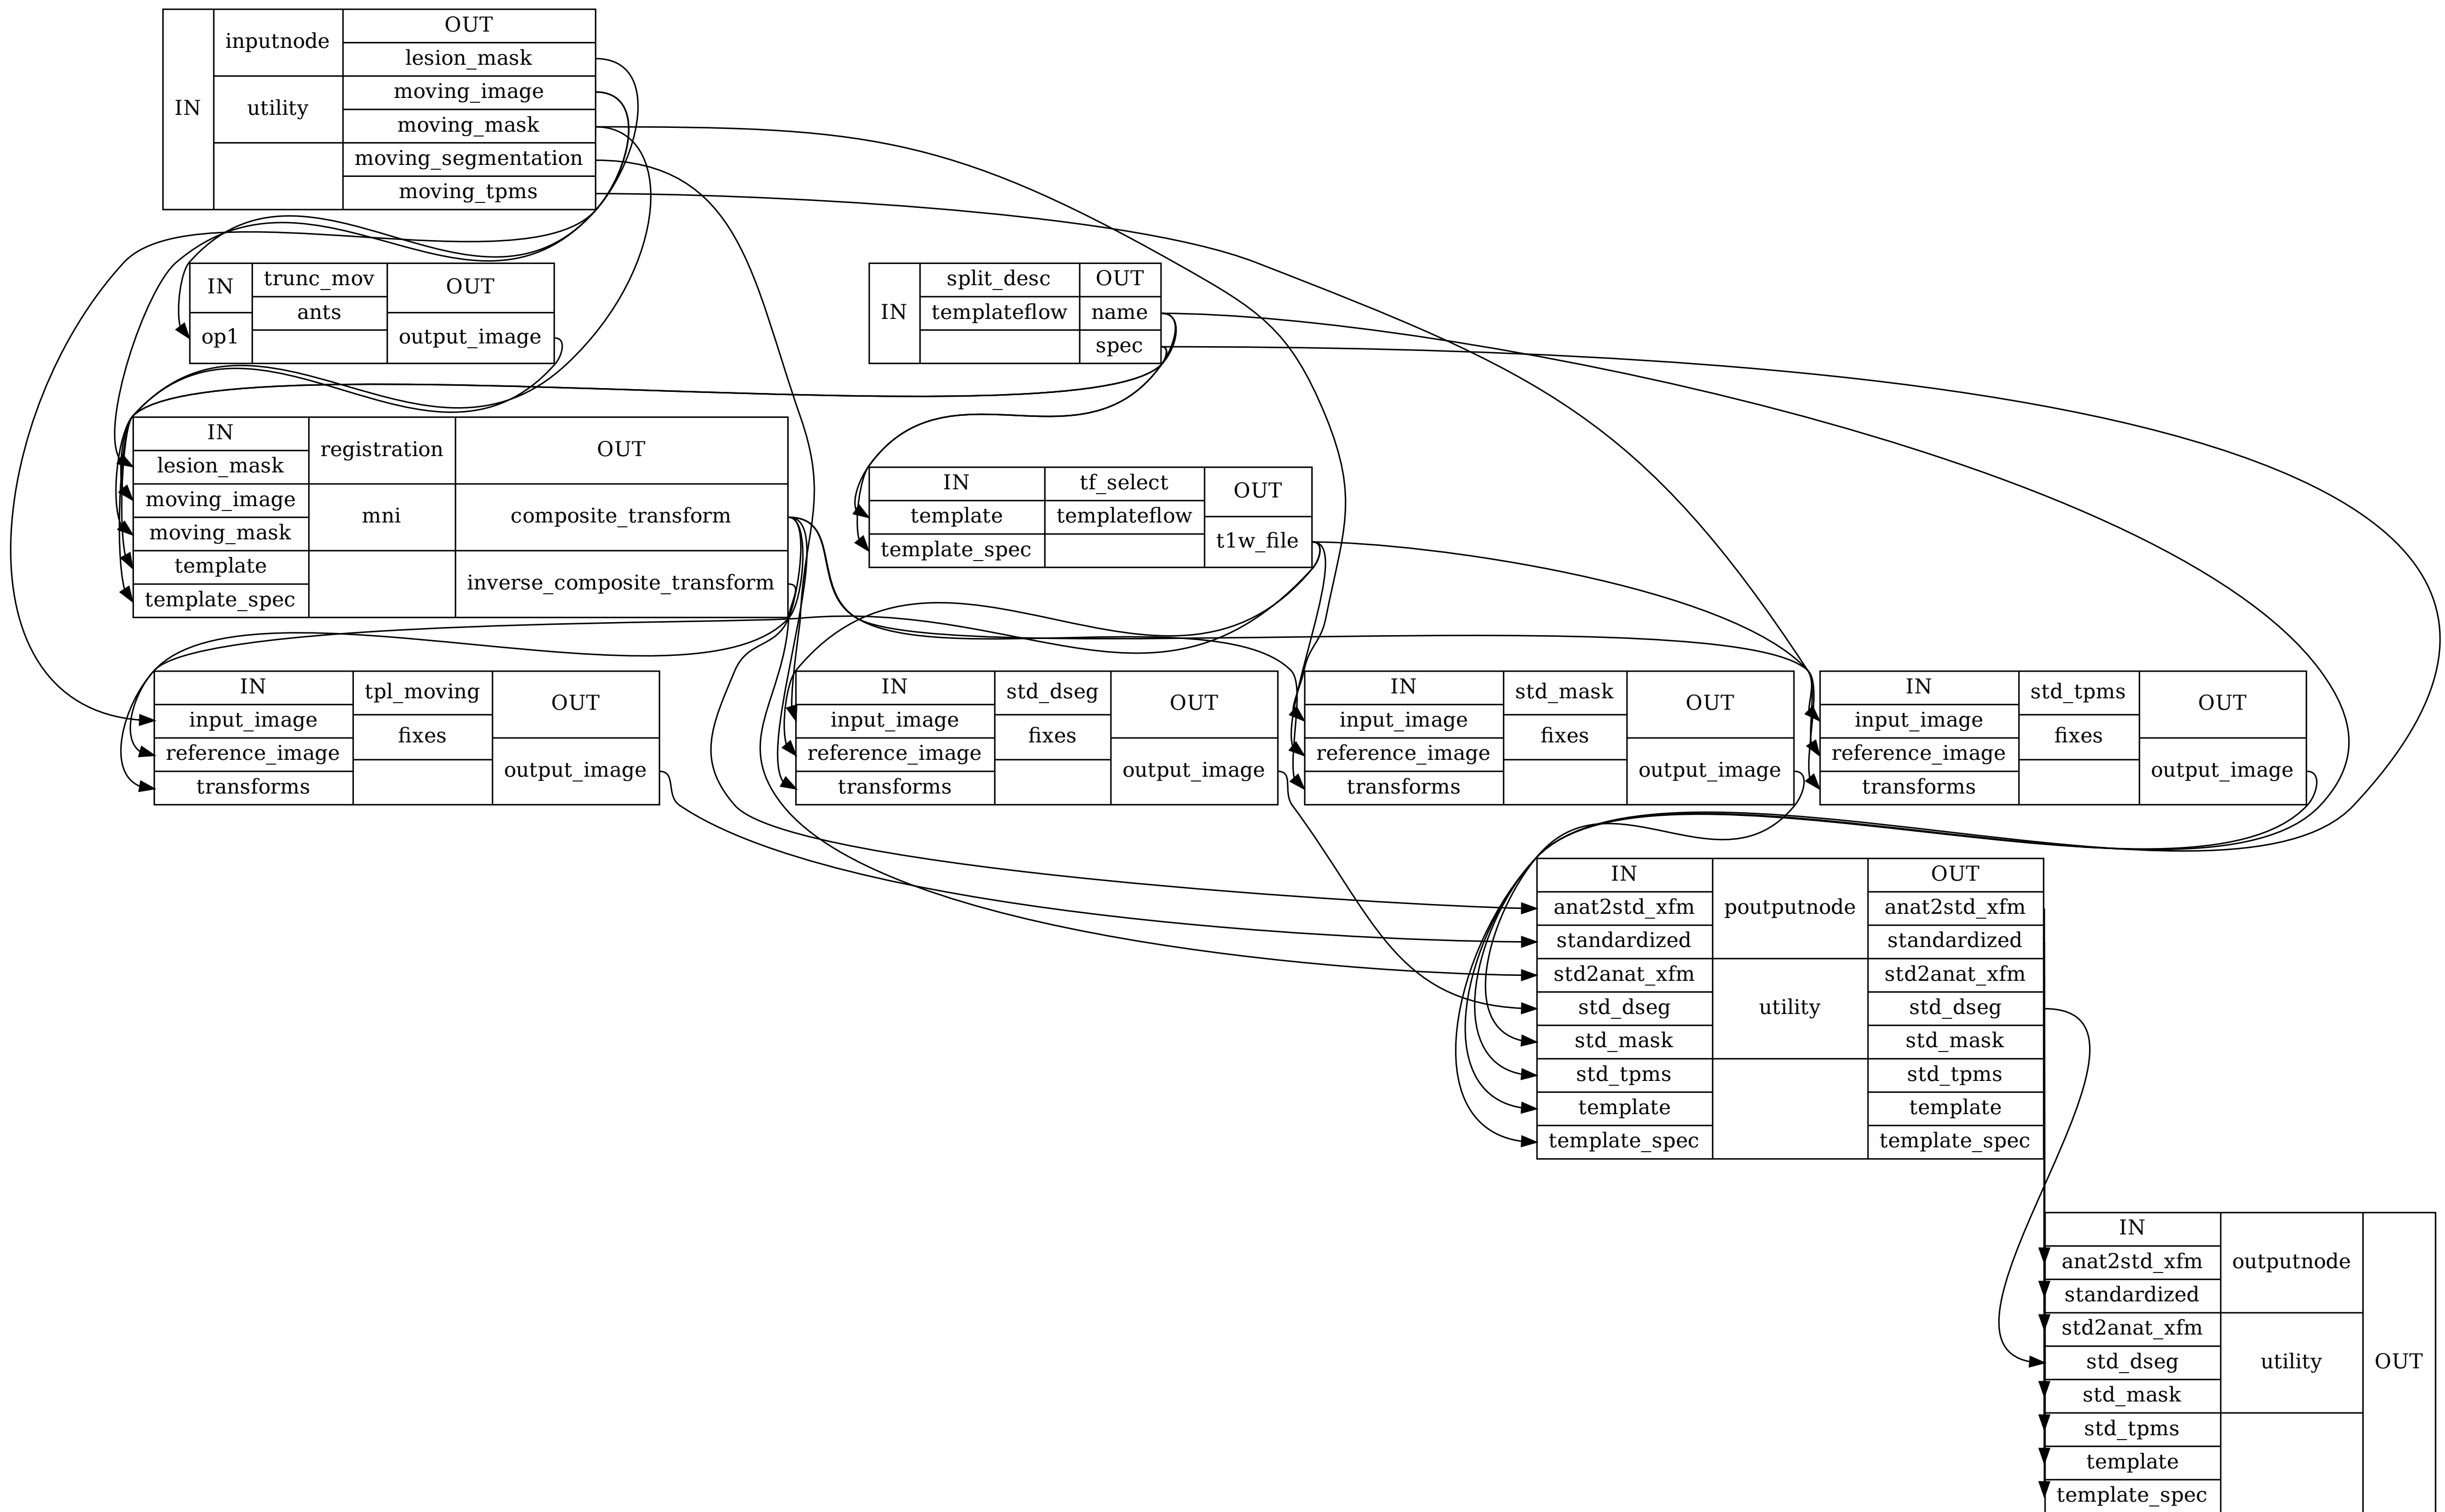 IN
inputnode
utility
OUT
lesion_mask
moving_image
moving_mask
moving_segmentation
moving_tpms
IN
op1
trunc_mov
ants
OUT
output_image
IN
split_desc
templateflow
OUT
name
spec
IN
lesion_mask
moving_image
moving_mask
template
template_spec
registration
mni
OUT
composite_transform
inverse_composite_transform
IN
template
template_spec
tf_select
templateflow
OUT
t1w_file
IN
input_image
reference_image
transforms
tpl_moving
fixes
OUT
output_image
IN
input_image
reference_image
transforms
std_dseg
fixes
OUT
output_image
IN
input_image
reference_image
transforms
std_mask
fixes
OUT
output_image
IN
input_image
reference_image
transforms
std_tpms
fixes
OUT
output_image
IN
anat2std_xfm
standardized
std2anat_xfm
std_dseg
std_mask
std_tpms
template
template_spec
poutputnode
utility
OUT
anat2std_xfm
standardized
std2anat_xfm
std_dseg
std_mask
std_tpms
template
template_spec
IN
anat2std_xfm
standardized
std2anat_xfm
std_dseg
std_mask
std_tpms
template
template_spec
outputnode
utility
OUT